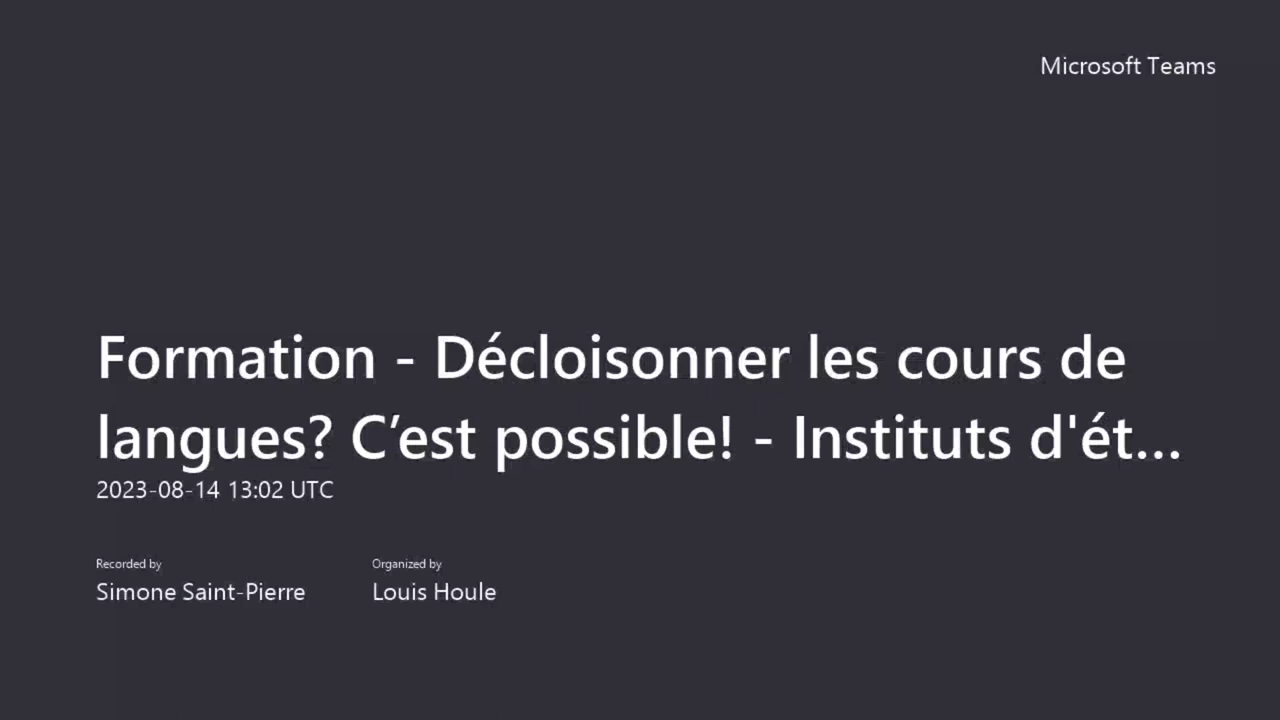 Microsoft Teams
Formation - Décloisonner les cours de
langues? C’est possible! - Instituts d'ét...
2023-08-14 13:02 UTC
Recorded by
Organized by
Simone Saint-Pierre
Louis Houle